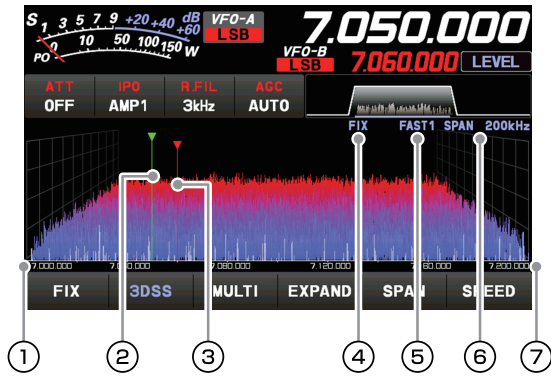 S 1 3 5 7 9 +20 +40 +60 dB
PO 0 10 50 100 150 W
VFO-A
LSB
7.050.000
VFO-B
LSB
7.060.000
LEVEL
ATT IPO R.FIL AGC
OFF AMP1 3kHz AUTO
FIX FAST1 SPAN 200kHz
7.000.000 7.080.000 7.120.000 7.200.000
FIX 3DSS MULTI EXPAND SPAN SPEED
1 2 3 4 5 6 7